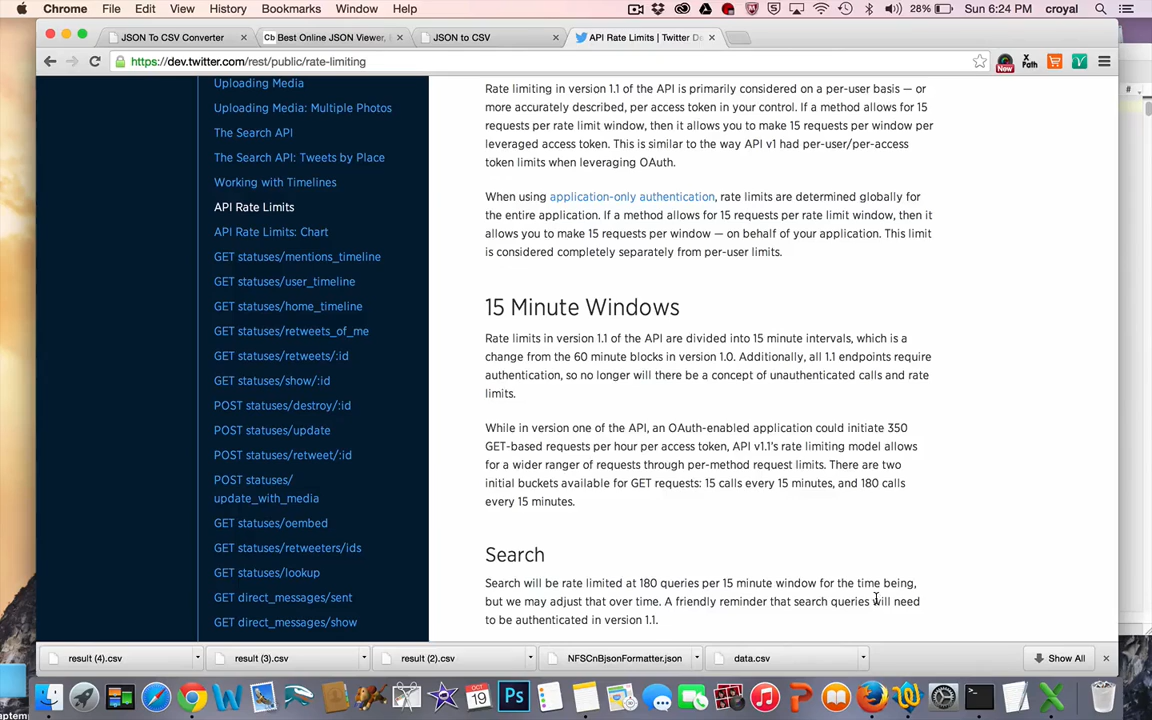 Chrome File Edit View History Bookmarks Window Help 28% Sun 6:24 PM croyal
JSON To CSV Converter
Cb Best Online JSON Viewer,
JSON to CSV
API Rate Limits | Twitter De
https://dev.twitter.com/rest/public/rate-limiting
New
X Path
Uploading Media
Uploading Media: Multiple Photos
The Search API
The Search API: Tweets by Place
Working with Timelines
API Rate Limits
API Rate Limits: Chart
GET statuses/mentions_timeline
GET statuses/user_timeline
GET statuses/home_timeline
GET statuses/retweets_of_me
GET statuses/retweets/:id
GET statuses/show/:id
POST statuses/destroy/:id
POST statuses/update
POST statuses/retweet/:id
POST statuses/
update_with_media
GET statuses/oembed
GET statuses/retweeters/ids
GET statuses/lookup
GET direct_messages/sent
GET direct_messages/show
Rate limiting in version 1.1 of the API is primarily considered on a per-user basis — or
more accurately described, per access token in your control. If a method allows for 15
requests per rate limit window, then it allows you to make 15 requests per window per
leveraged access token. This is similar to the way API v1 had per-user/per-access
token limits when leveraging OAuth.
When using application-only authentication, rate limits are determined globally for
the entire application. If a method allows for 15 requests per rate limit window, then it
allows you to make 15 requests per window — on behalf of your application. This limit
is considered completely separately from per-user limits.
15 Minute Windows
Rate limits in version 1.1 of the API are divided into 15 minute intervals, which is a
change from the 60 minute blocks in version 1.0. Additionally, all 1.1 endpoints require
authentication, so no longer will there be a concept of unauthenticated calls and rate
limits.
While in version one of the API, an OAuth-enabled application could initiate 350
GET-based requests per hour per access token, API v1.1's rate limiting model allows
for a wider ranger of requests through per-method request limits. There are two
initial buckets available for GET requests: 15 calls every 15 minutes, and 180 calls
every 15 minutes.
Search
Search will be rate limited at 180 queries per 15 minute window for the time being,
but we may adjust that over time. A friendly reminder that search queries will need
to be authenticated in version 1.1.
result (4).csv
result (3).csv
result (2).csv
NFSCnBjsonFormatter.json
data.csv
Show All
OCT
19
Ps